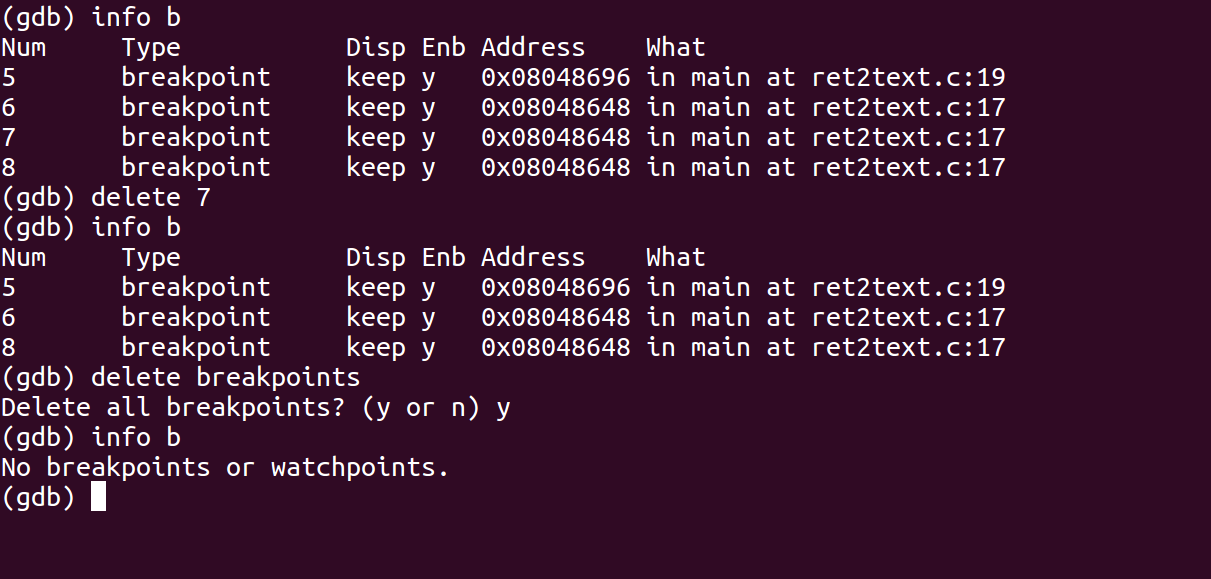 (gdb) info b
Num     Type           Disp Enb Address    What
5       breakpoint     keep y   0x08048696 in main at ret2text.c:19
6       breakpoint     keep y   0x08048648 in main at ret2text.c:17
7       breakpoint     keep y   0x08048648 in main at ret2text.c:17
8       breakpoint     keep y   0x08048648 in main at ret2text.c:17
(gdb) delete 7
(gdb) info b
Num     Type           Disp Enb Address    What
5       breakpoint     keep y   0x08048696 in main at ret2text.c:19
6       breakpoint     keep y   0x08048648 in main at ret2text.c:17
8       breakpoint     keep y   0x08048648 in main at ret2text.c:17
(gdb) delete breakpoints
Delete all breakpoints? (y or n) y
(gdb) info b
No breakpoints or watchpoints.
(gdb)